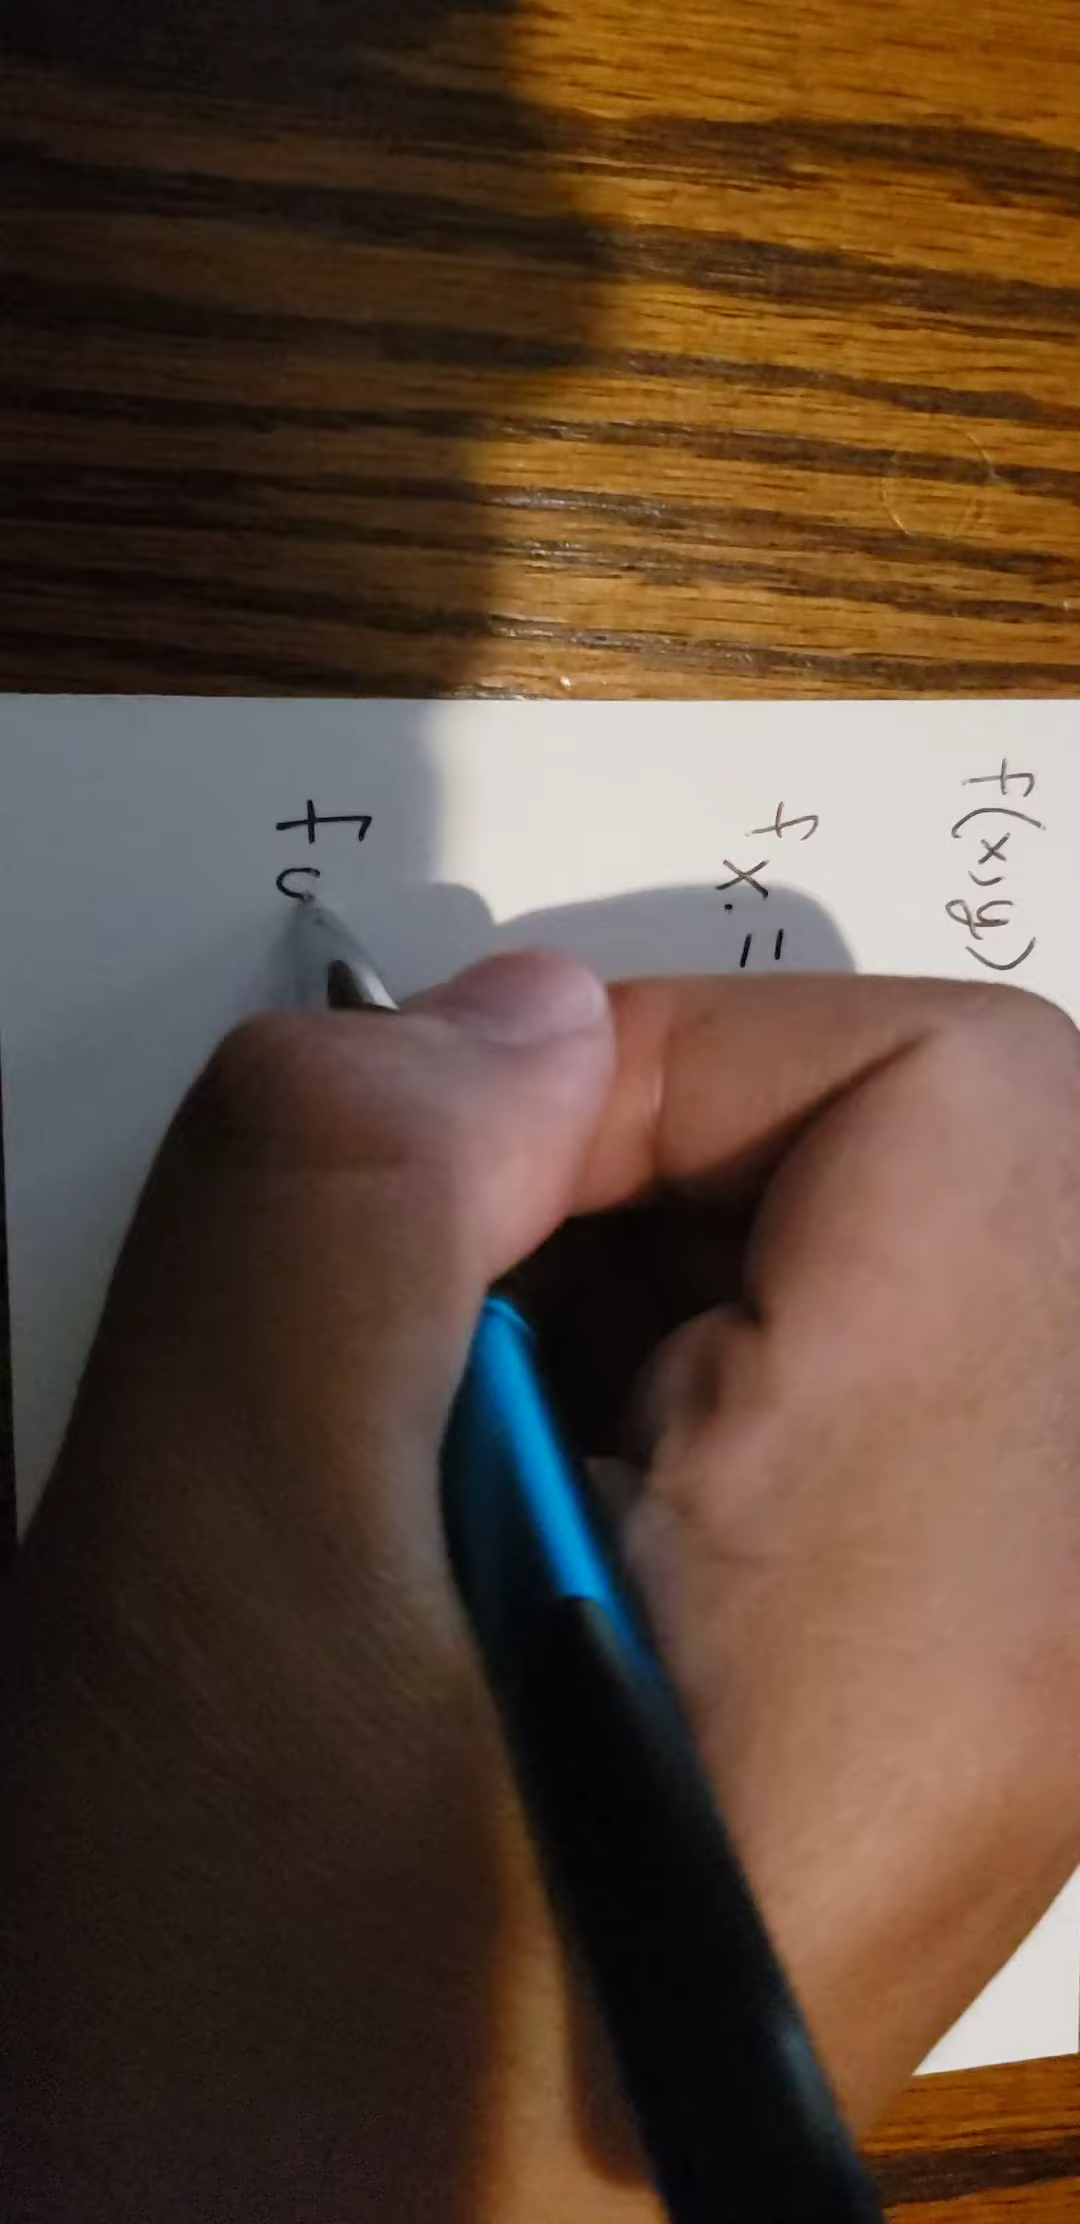 f(x,y)
fx. =
f